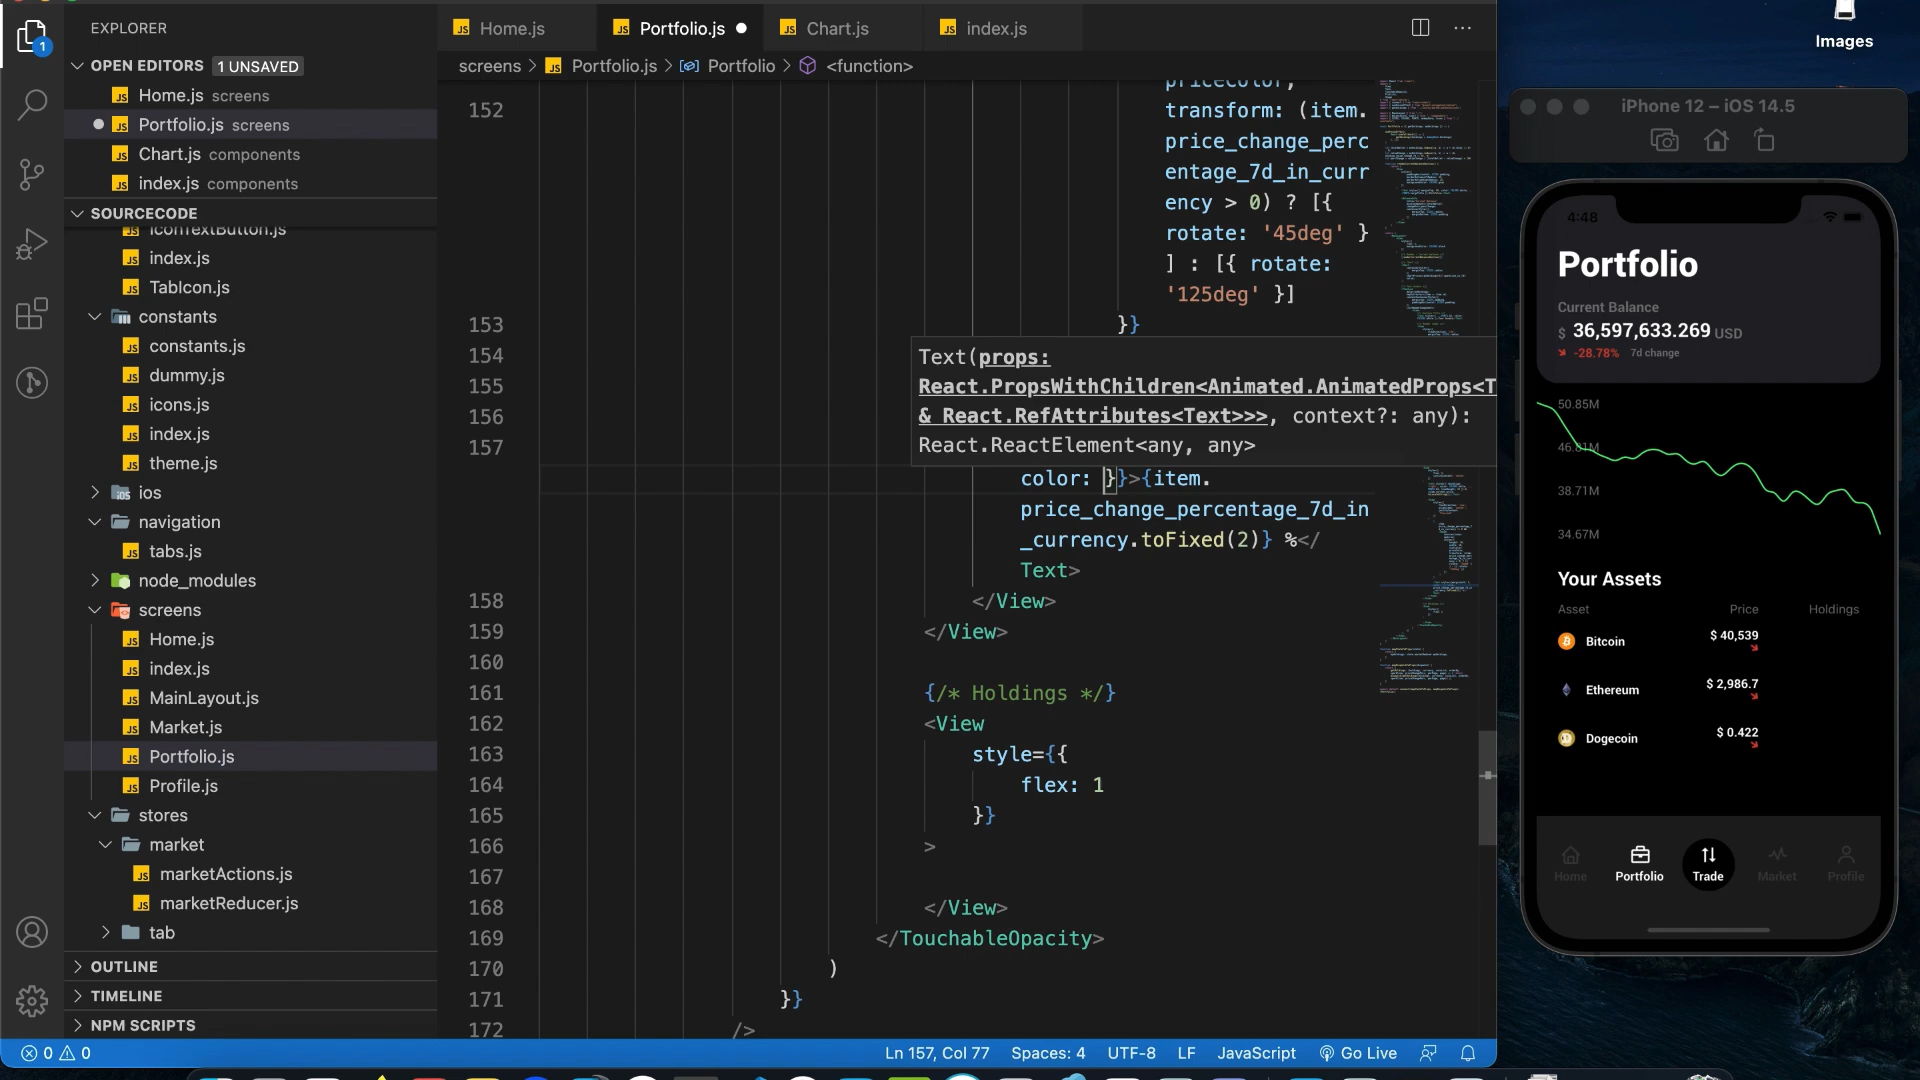 EXPLORER
OPEN EDITORS 1 UNSAVED
Home.js screens
Portfolio.js screens
Chart.js components
index.js components
SOURCECODE
iconTextButton.js
index.js
TabIcon.js
constants
constants.js
dummy.js
icons.js
index.js
theme.js
ios
navigation
tabs.js
node_modules
screens
Home.js
index.js
MainLayout.js
Market.js
Portfolio.js
Profile.js
stores
market
marketActions.js
marketReducer.js
tab
OUTLINE
TIMELINE
NPM SCRIPTS
Home.js
Portfolio.js
Chart.js
index.js
screens > Portfolio.js > Portfolio > <function>
priceColor,
152 transform: (item.
price_change_perc
entage_7d_in_curr
ency > 0) ? [{
rotate: '45deg' }
] : [{ rotate:
'125deg' }]
153 }}
154
155
156
157
Text(props:
React.PropsWithChildren<Animated.AnimatedProps<T
& React.RefAttributes<Text>>>, context?: any):
React.ReactElement<any, any>
color: }}>{item.
price_change_percentage_7d_in
_currency.toFixed(2)} %</
Text>
158 </View>
159 </View>
160
161 {/* Holdings */}
162 <View
163 style={{
164 flex: 1
165 }}
166 >
167
168 </View>
169 </TouchableOpacity>
170 )
171 }}
172 />
0 0
Ln 157, Col 77 Spaces: 4 UTF-8 LF JavaScript Go Live
Images
iPhone 12 – iOS 14.5
4:48
Portfolio
Current Balance
$ 36,597,633.269 USD
-28.78% 7d change
50.85M
46.81M
38.71M
34.67M
Your Assets
Asset Price Holdings
Bitcoin $ 40,539
Ethereum $ 2,986.7
Dogecoin $ 0.422
Home Portfolio Trade Market Profile